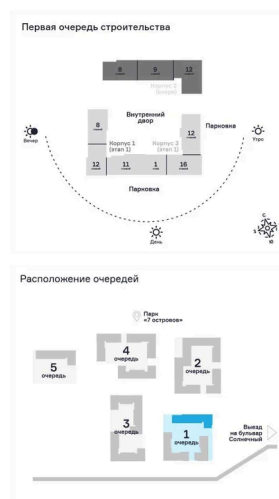 Первая очередь строительства
8 9 12
Корпус 2
8
Внутренний
двор
12
Парковка
Вечер
Утро
Корпус 1
(этап 1)
Корпус 3
(этап 1)
12 11 1 16
Парковка
День
С
Ю
Расположение очередей
Парк
«7 островов»
5
очередь
4
очередь
2
очередь
3
очередь
1
очередь
Выезд
на бульвар
Солнечный